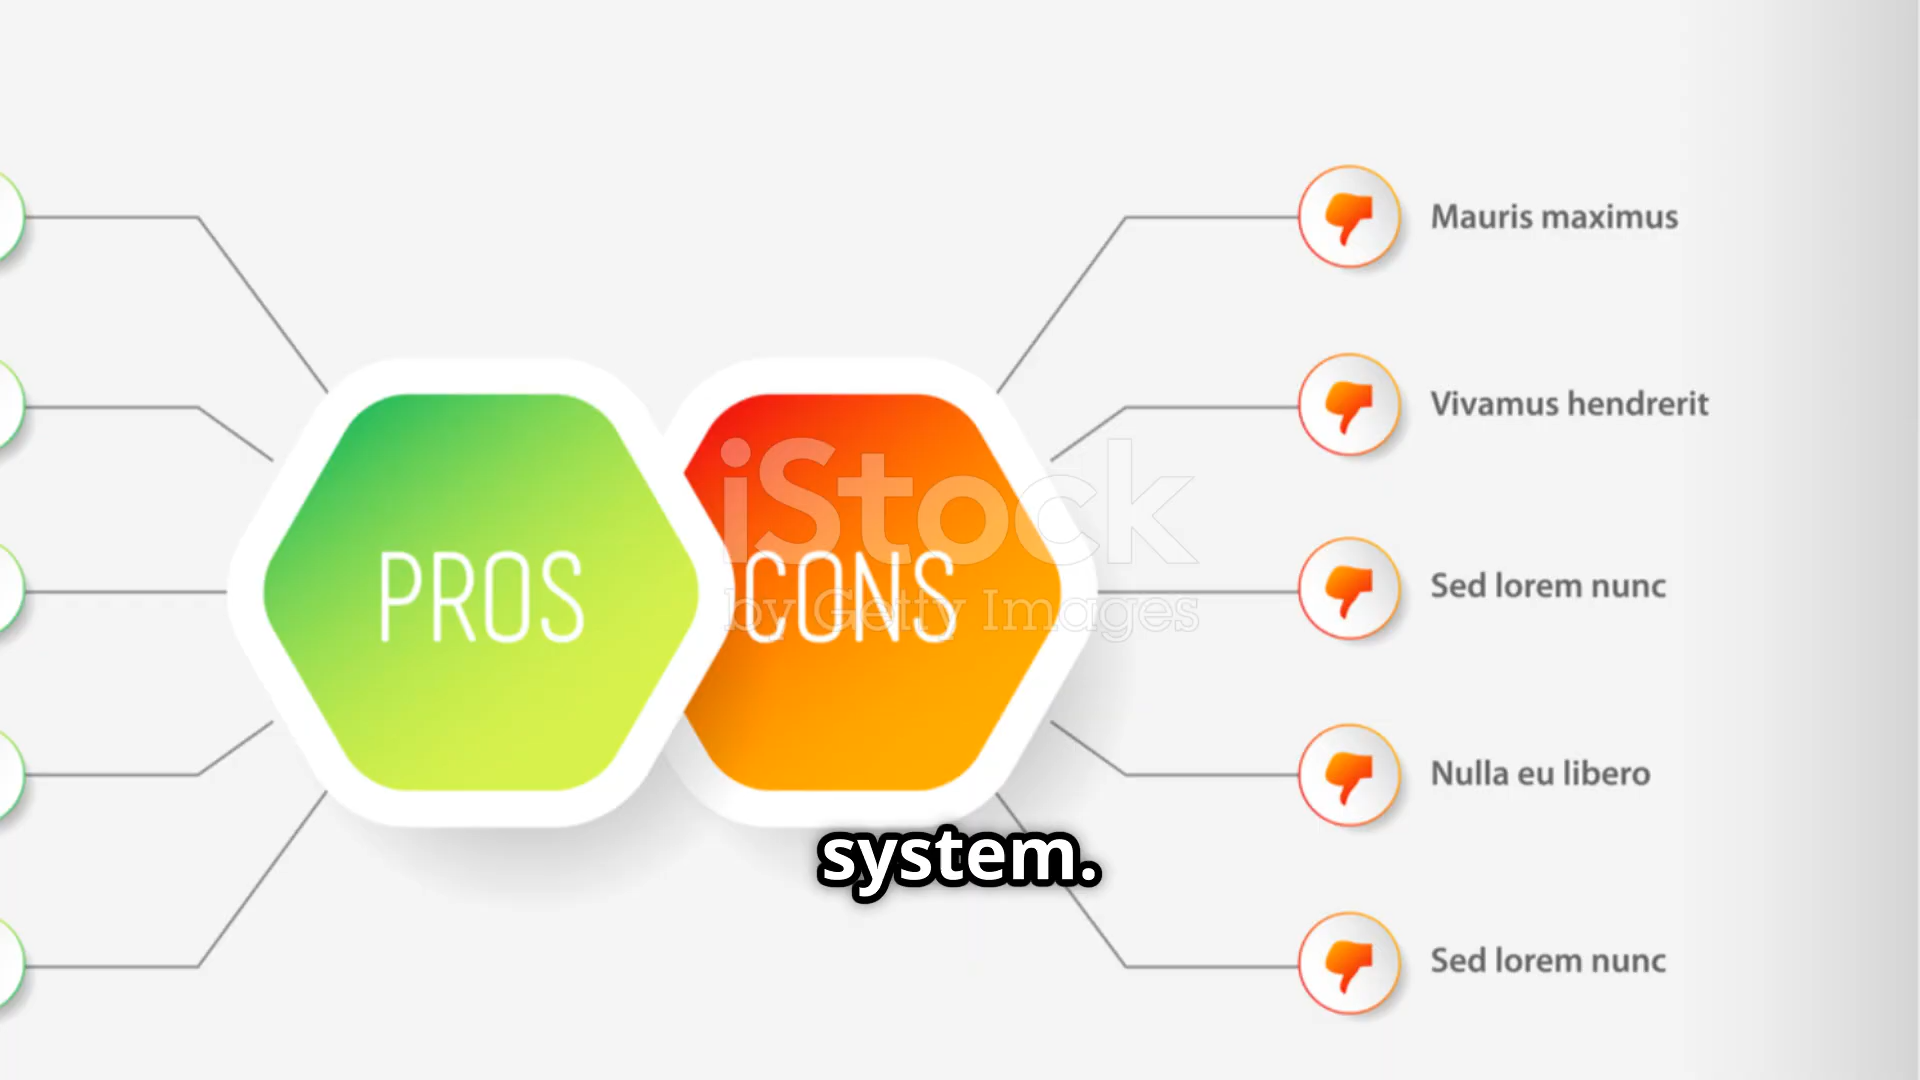 Mauris maximus
Vivamus hendrerit
iStock
PROS
CONS
by Getty Images
Sed lorem nunc
Nulla eu libero
system.
Sed lorem nunc